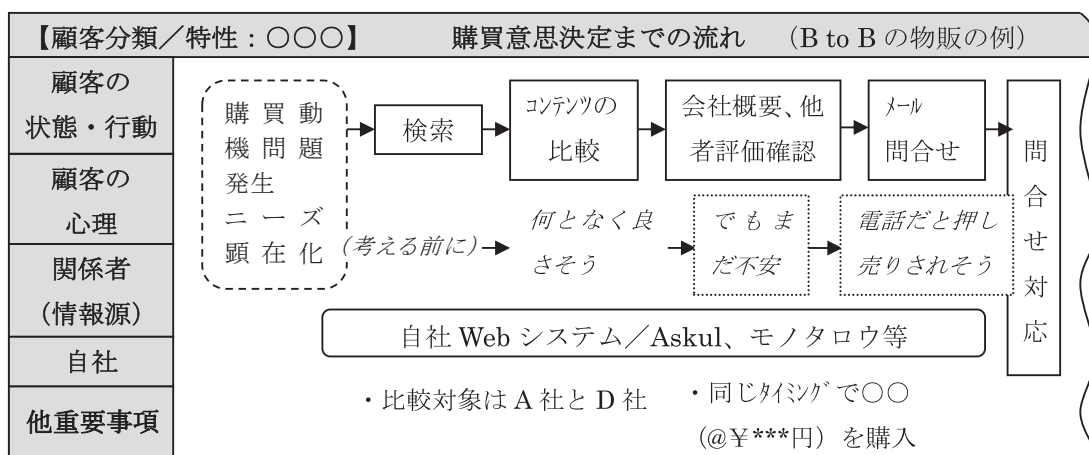 【顧客分類／特性：○○○】 購買意思決定までの流れ （B to B の物販の例）
顧客の
状態・行動
購買動
機問題
発生
ニーズ
顕在化
検索
コンテンツの
比較
会社概要、他
者評価確認
メール
問合せ
問合せ対応
顧客の
心理
(考える前に)
何となく良
さそう
でもま
だ不安
電話だと押し
売りされそう
関係者
（情報源）
自社 Web システム／Askul、モノタロウ等
自社
他重要事項
・比較対象は A 社と D 社
・同じタイミングで○○
（@￥***円）を購入